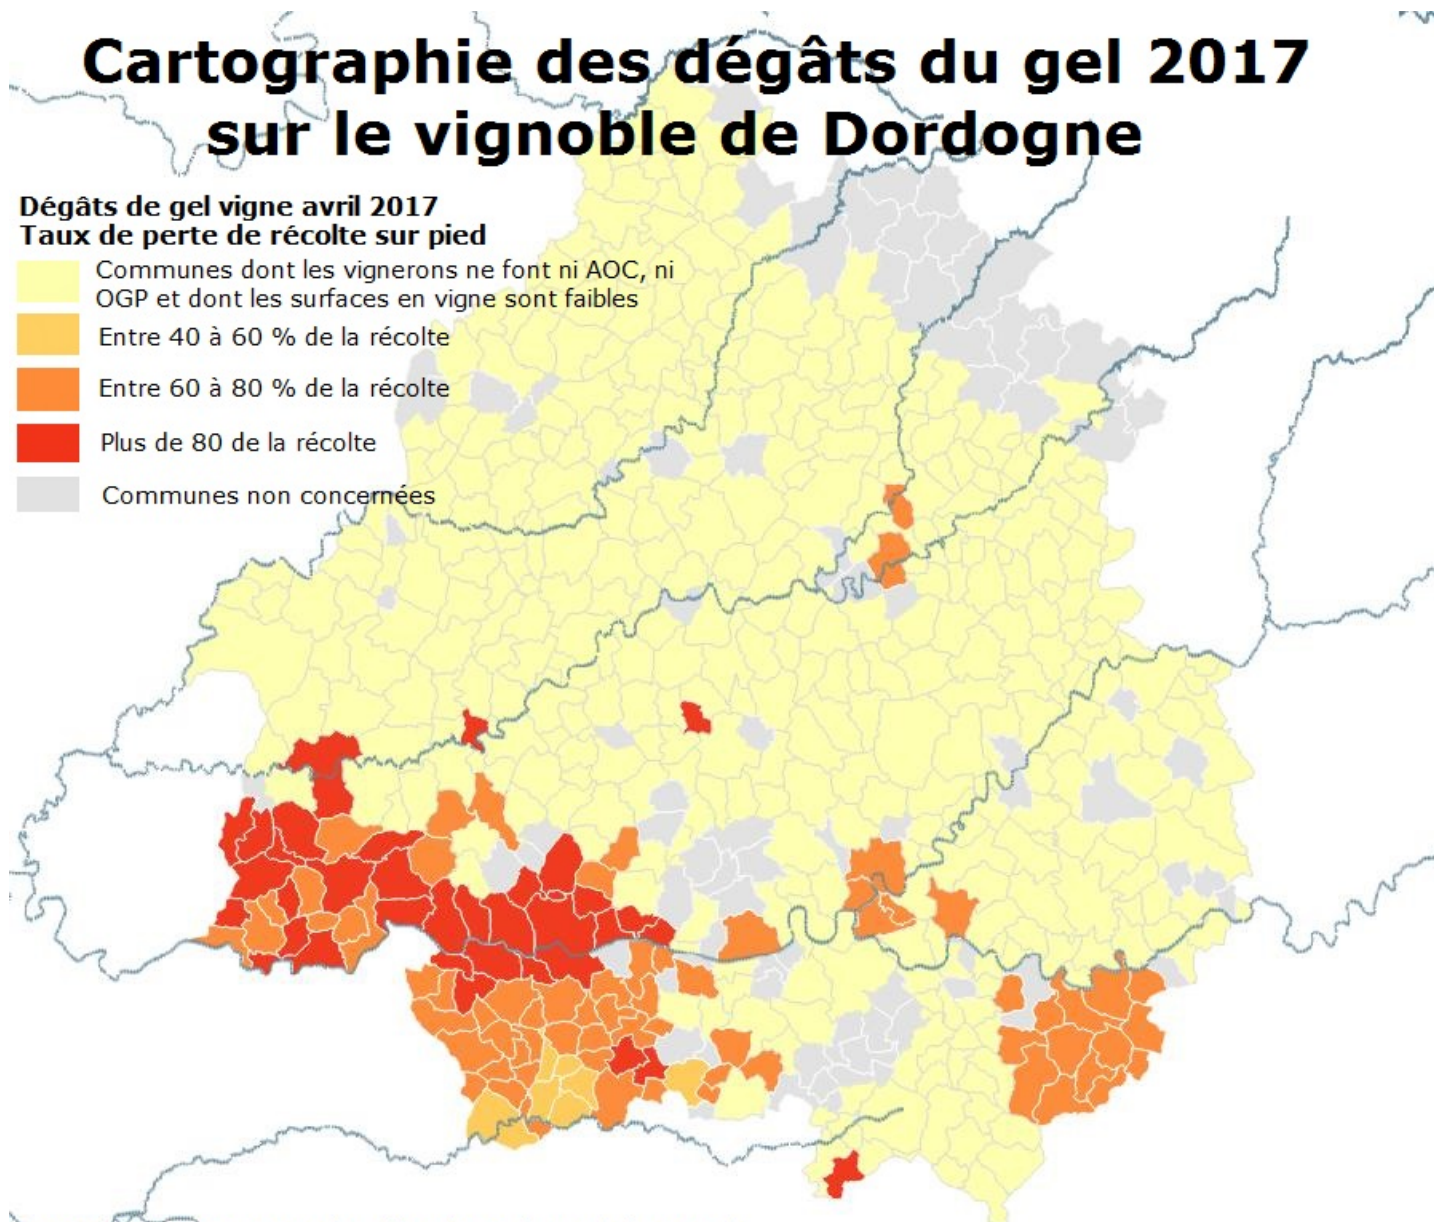 Cartographie des dégâts du gel 2017
sur le vignoble de Dordogne
Dégâts de gel vigne avril 2017
Taux de perte de récolte sur pied
Communes dont les vignerons ne font ni AOC, ni
OGP et dont les surfaces en vigne sont faibles
Entre 40 à 60 % de la récolte
Entre 60 à 80 % de la récolte
Plus de 80 de la récolte
Communes non concernées